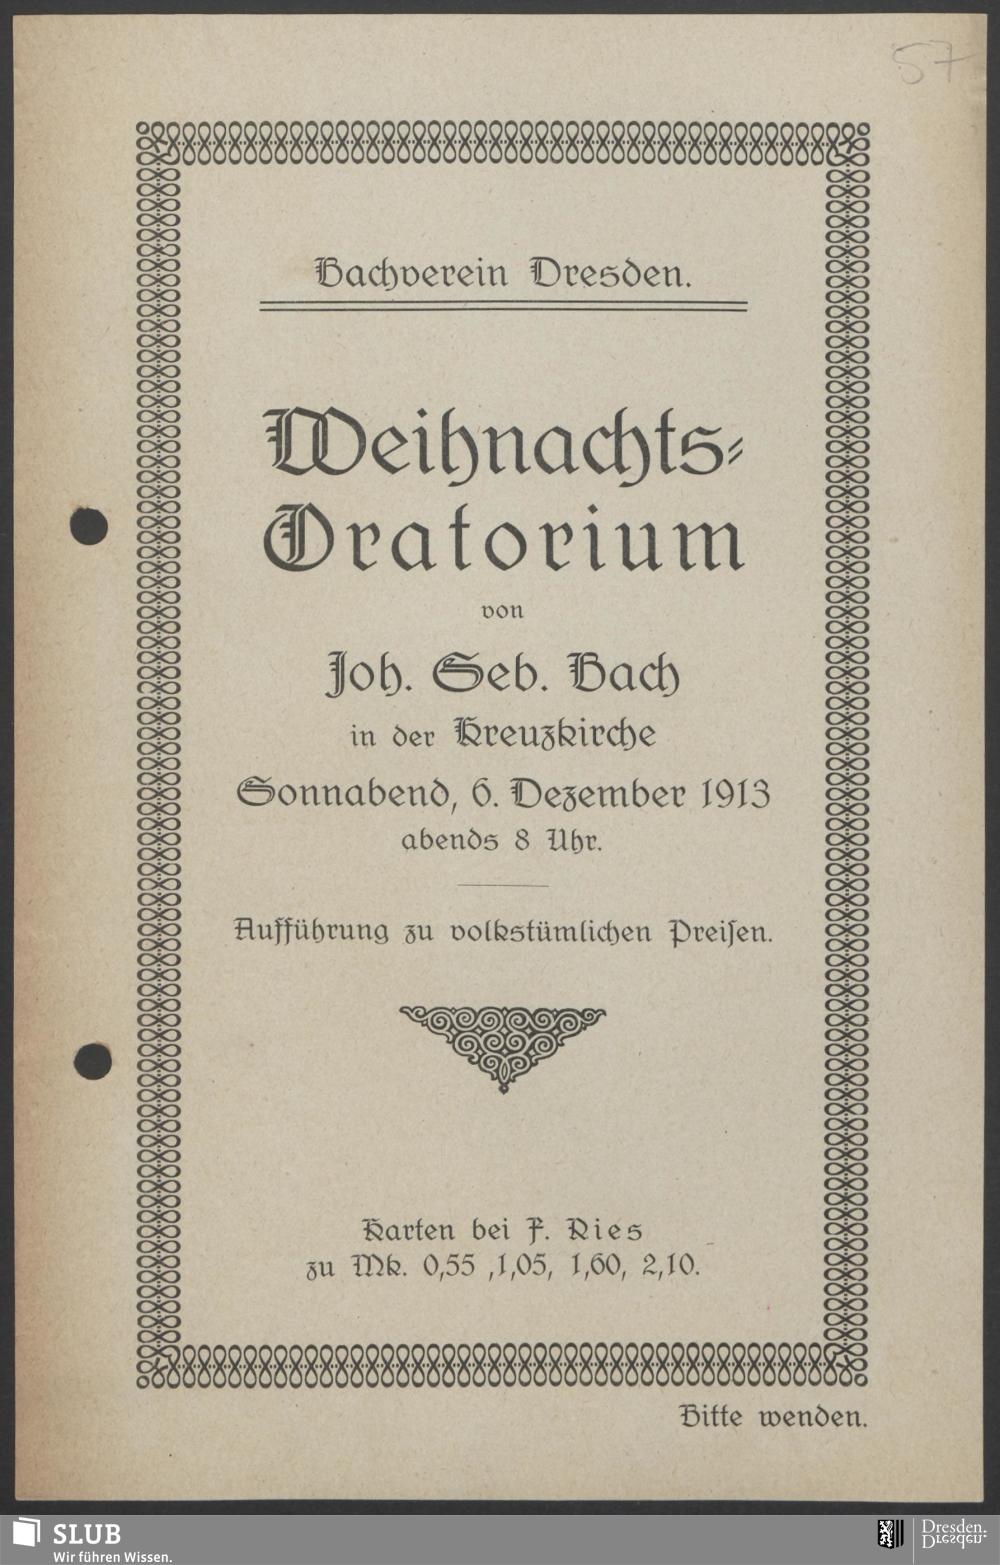 57
Bachverein Dresden.
Weihnachts-
Oratorium
von
Joh. Seb. Bach
in der Kreuzkirche
Sonnabend, 6. Dezember 1913
abends 8 Uhr.
Aufführung zu volkstümlichen Preisen.
Karten bei F. Ries
zu Mk. 0,55 ,1,05, 1,60, 2,10.
Bitte wenden.
SLUB
Wir führen Wissen.
Dresden.
Dresden.